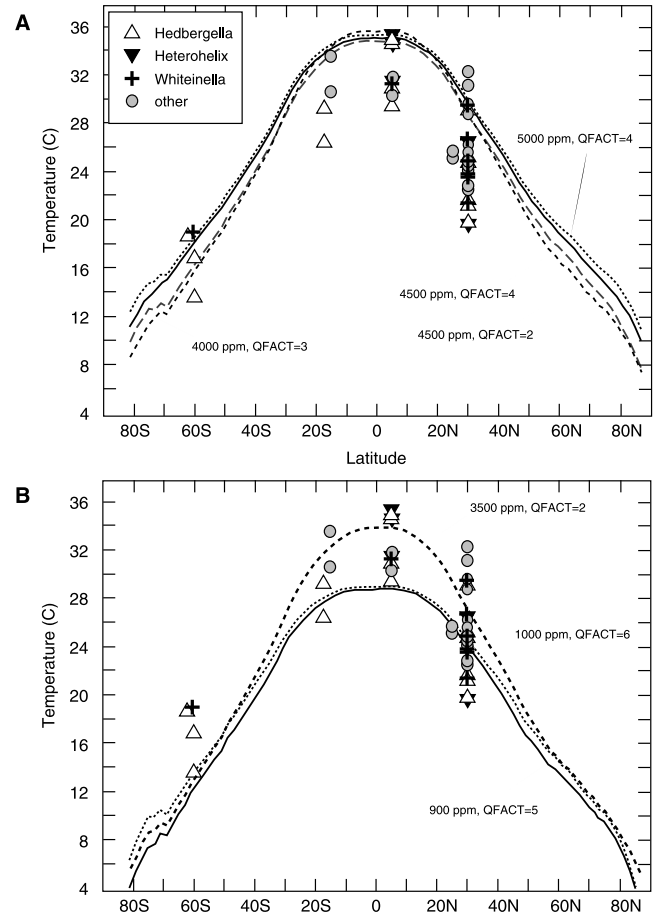 A
Hedbergella
Heterohelix
Whiteinella
other
36
32
28
24
20
16
12
8
4
Temperature (C)
5000 ppm, QFACT=4
4500 ppm, QFACT=4
4500 ppm, QFACT=2
4000 ppm, QFACT=3
80S 60S 40S 20S 0 20N 40N 60N 80N
Latitude
B
36
32
28
24
20
16
12
8
4
Temperature (C)
3500 ppm, QFACT=2
1000 ppm, QFACT=6
900 ppm, QFACT=5
80S 60S 40S 20S 0 20N 40N 60N 80N